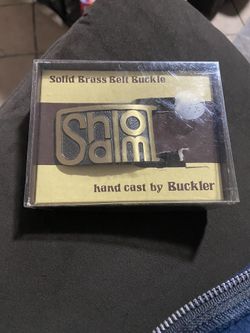 Solid Brass Belt Buckle
hand cast by Buckler